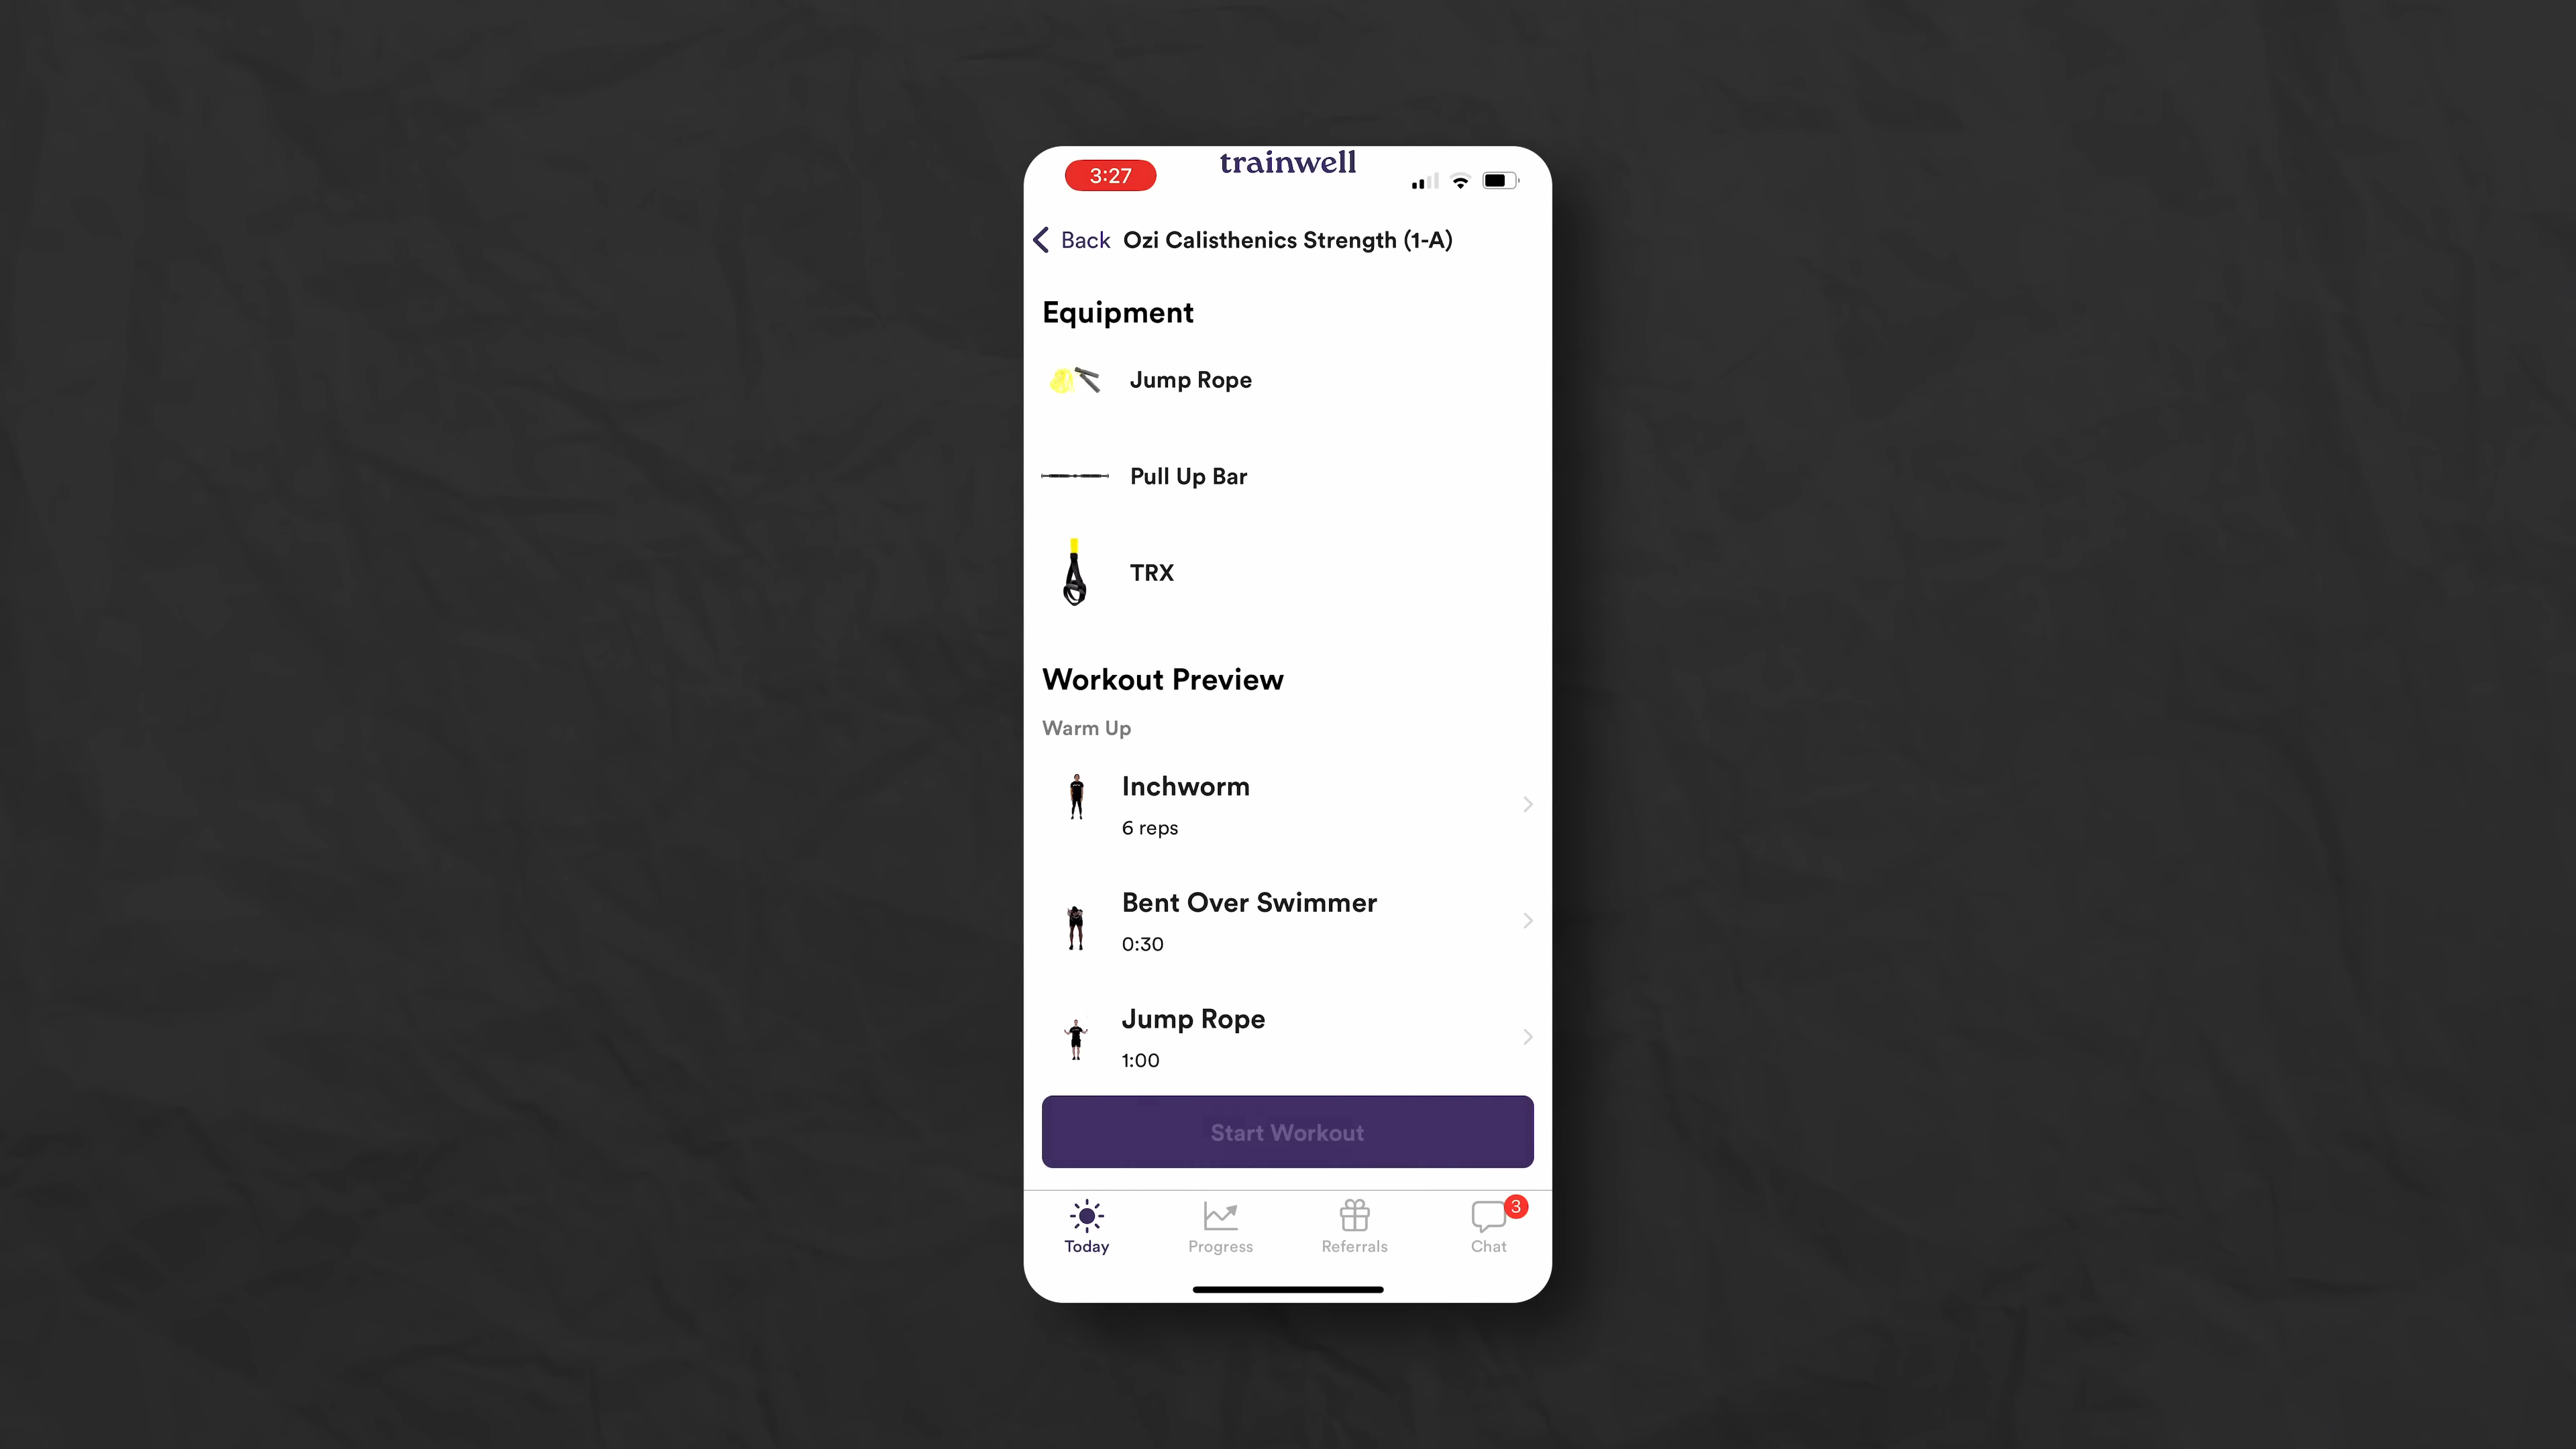 3:27
trainwell
Back Ozi Calisthenics Strength (1-A)
Equipment
Jump Rope
Pull Up Bar
TRX
Workout Preview
Warm Up
Inchworm
6 reps
Bent Over Swimmer
0:30
Jump Rope
1:00
Start Workout
Today Progress Referrals Chat 3